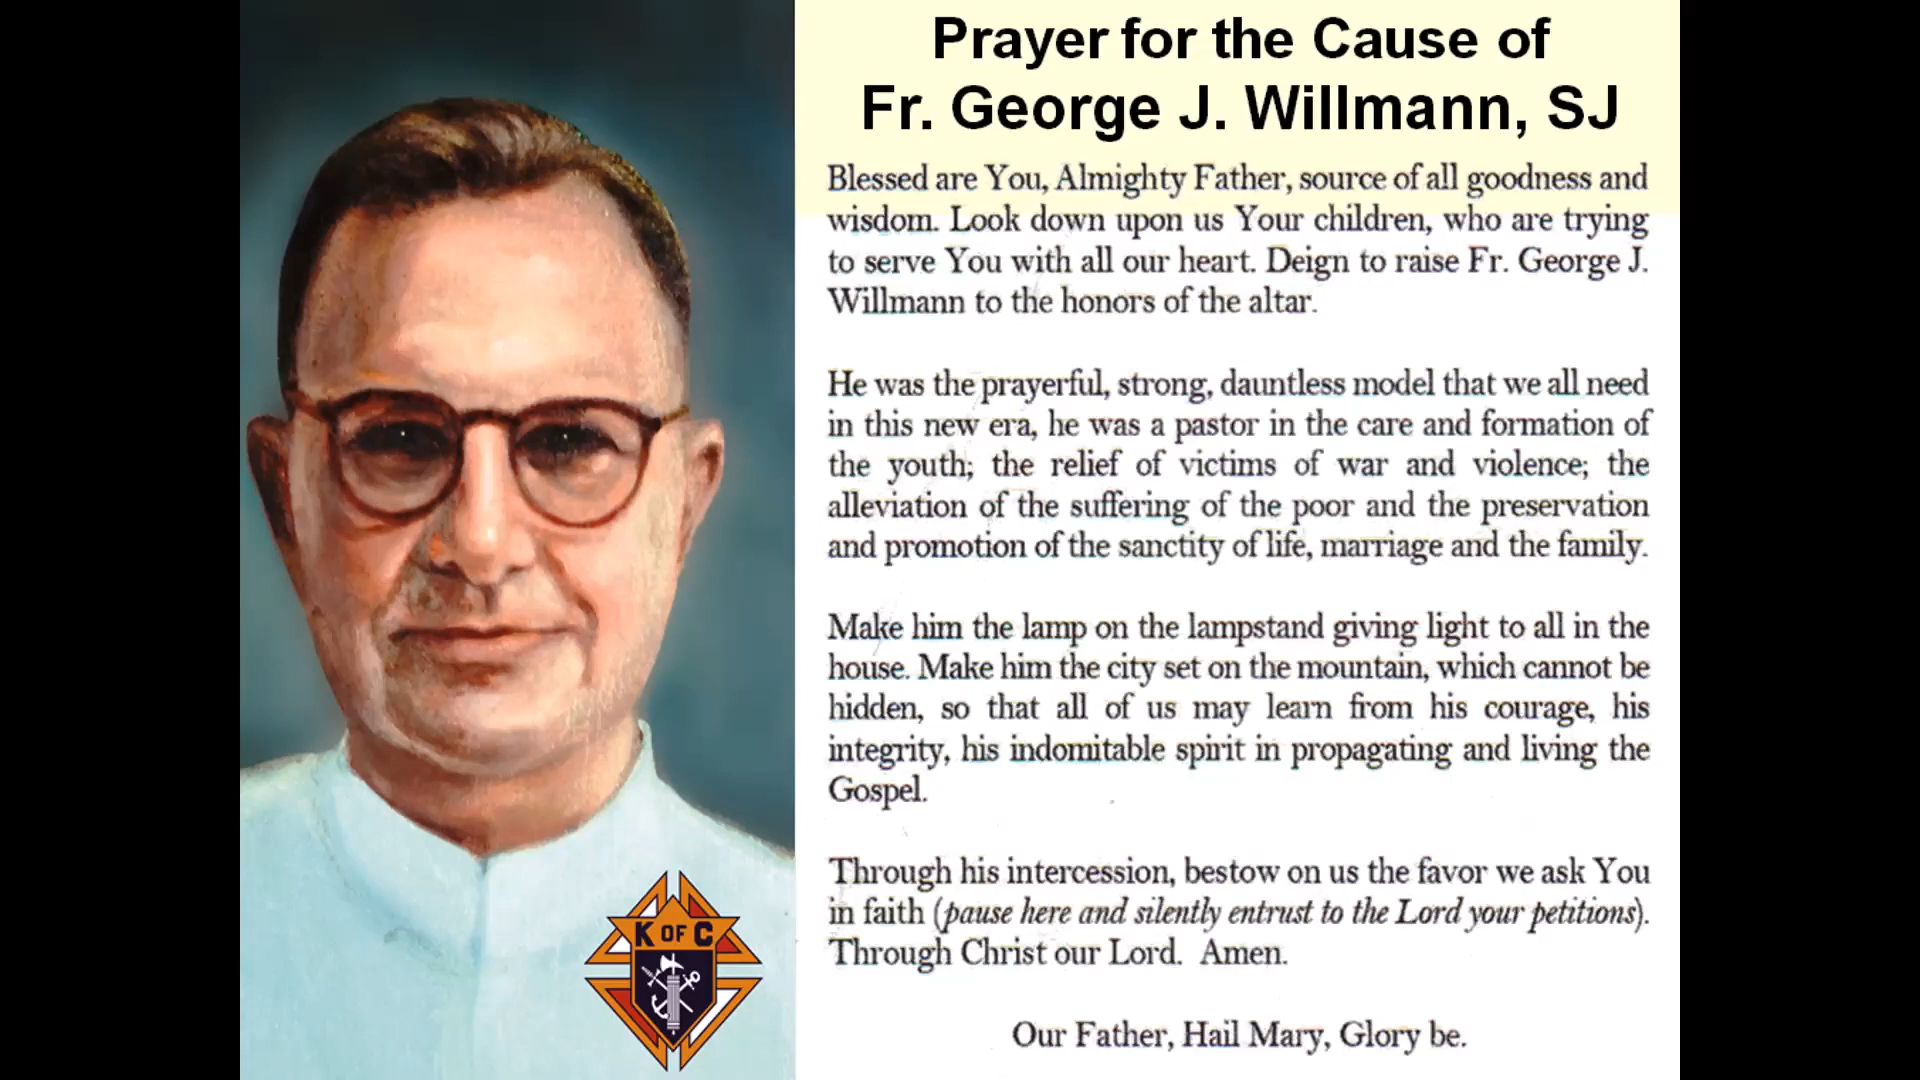 Prayer for the Cause of
Fr. George J. Willmann, SJ
Blessed are You, Almighty Father, source of all goodness and
wisdom. Look down upon us Your children, who are trying
to serve You with all our heart. Deign to raise Fr. George J.
Willmann to the honors of the altar.
He was the prayerful, strong, dauntless model that we all need
in this new era, he was a pastor in the care and formation of
the youth; the relief of victims of war and violence; the
alleviation of the suffering of the poor and the preservation
and promotion of the sanctity of life, marriage and the family.
Make him the lamp on the lampstand giving light to all in the
house. Make him the city set on the mountain, which cannot be
hidden, so that all of us may learn from his courage, his
integrity, his indomitable spirit in propagating and living the
Gospel.
Through his intercession, bestow on us the favor we ask You
in faith (pause here and silently entrust to the Lord your petitions).
Through Christ our Lord. Amen.
Our Father, Hail Mary, Glory be.
K OF C